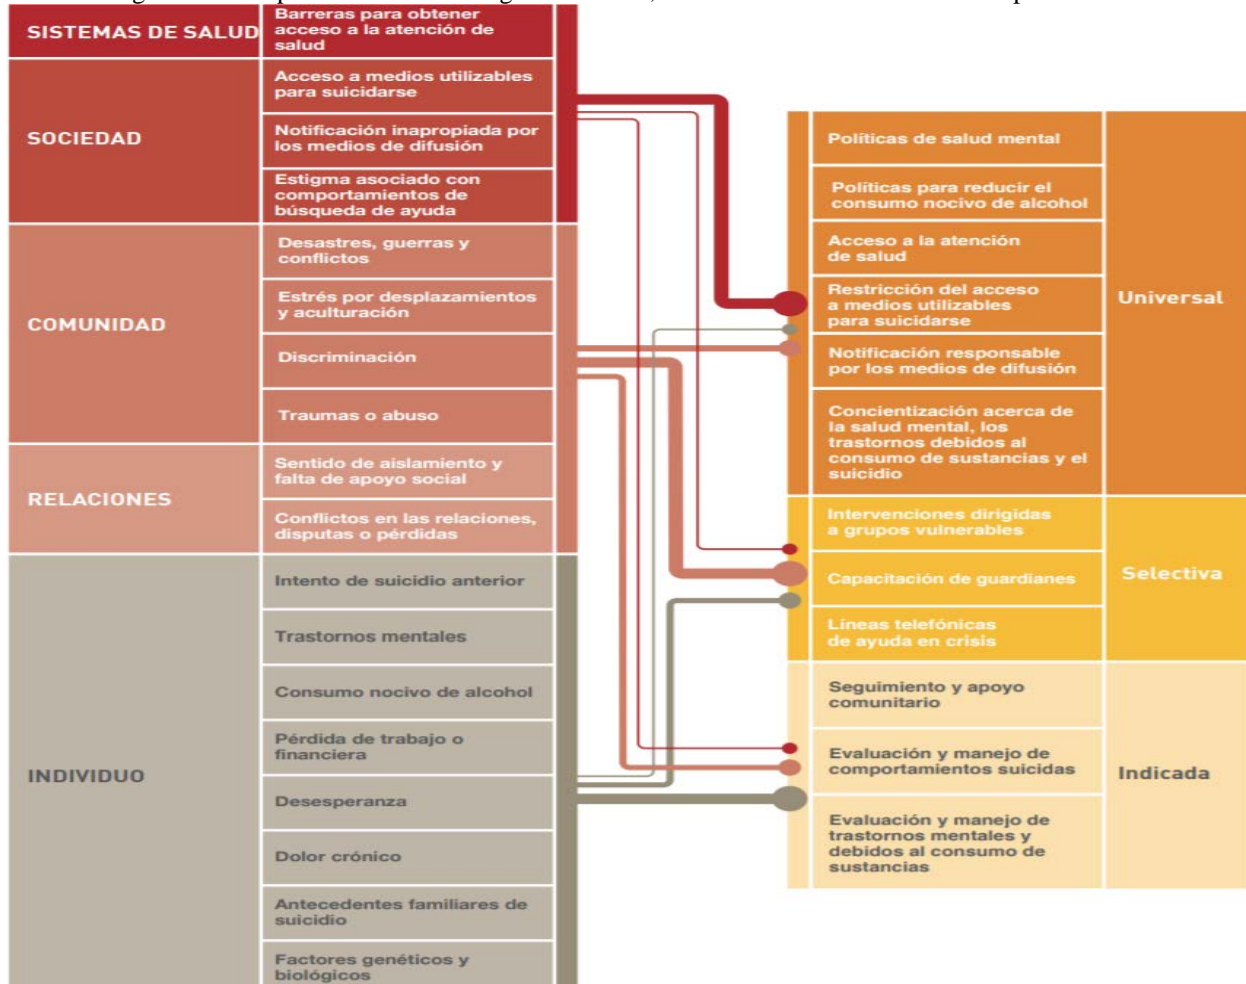 SISTEMAS DE SALUD
Barreras para obtener
acceso a la atención de
salud
SOCIEDAD
Acceso a medios utilizables
para suicidarse
Notificación inapropiada por
los medios de difusión
Estigma asociado con
comportamientos de
búsqueda de ayuda
COMUNIDAD
Desastres, guerras y
conflictos
Estrés por desplazamientos
y aculturación
Discriminación
Traumas o abuso
RELACIONES
Sentido de aislamiento y
falta de apoyo social
Conflictos en las relaciones,
disputas o pérdidas
INDIVIDUO
Intento de suicidio anterior
Trastornos mentales
Consumo nocivo de alcohol
Pérdida de trabajo o
financiera
Desesperanza
Dolor crónico
Antecedentes familiares de
suicidio
Factores genéticos y
biológicos
Políticas de salud mental
Políticas para reducir el
consumo nocivo de alcohol
Acceso a la atención
de salud
Restricción del acceso
a medios utilizables
para suicidarse
Notificación responsable
por los medios de difusión
Concientización acerca de
la salud mental, los
trastornos debidos al
consumo de sustancias y el
suicidio
Universal
Intervenciones dirigidas
a grupos vulnerables
Capacitación de guardianes
Líneas telefónicas
de ayuda en crisis
Selectiva
Seguimiento y apoyo
comunitario
Evaluación y manejo de
comportamientos suicidas
Evaluación y manejo de
trastornos mentales y
debidos al consumo de
sustancias
Indicada